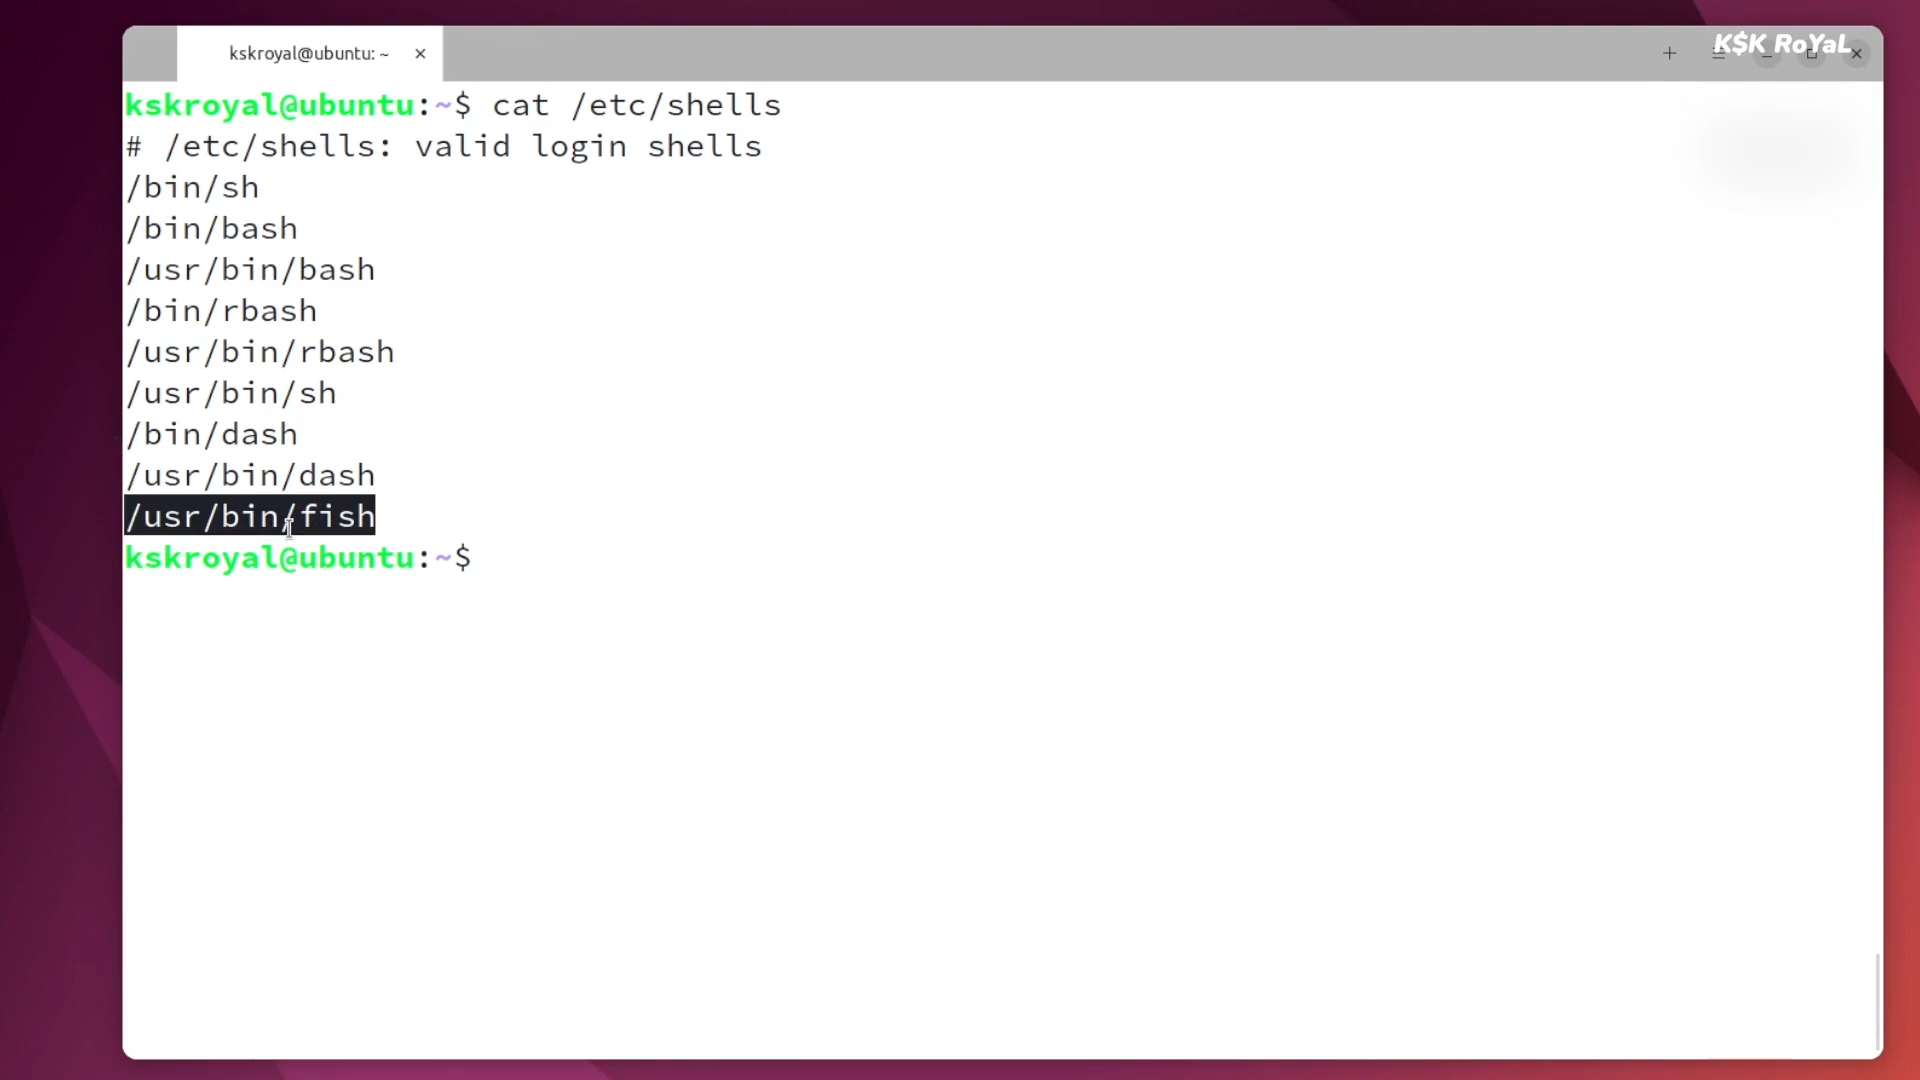 kskroyal@ubuntu: ~
K$K RoYaL
kskroyal@ubuntu:~$ cat /etc/shells
# /etc/shells: valid login shells
/bin/sh
/bin/bash
/usr/bin/bash
/bin/rbash
/usr/bin/rbash
/usr/bin/sh
/bin/dash
/usr/bin/dash
/usr/bin/fish
kskroyal@ubuntu:~$